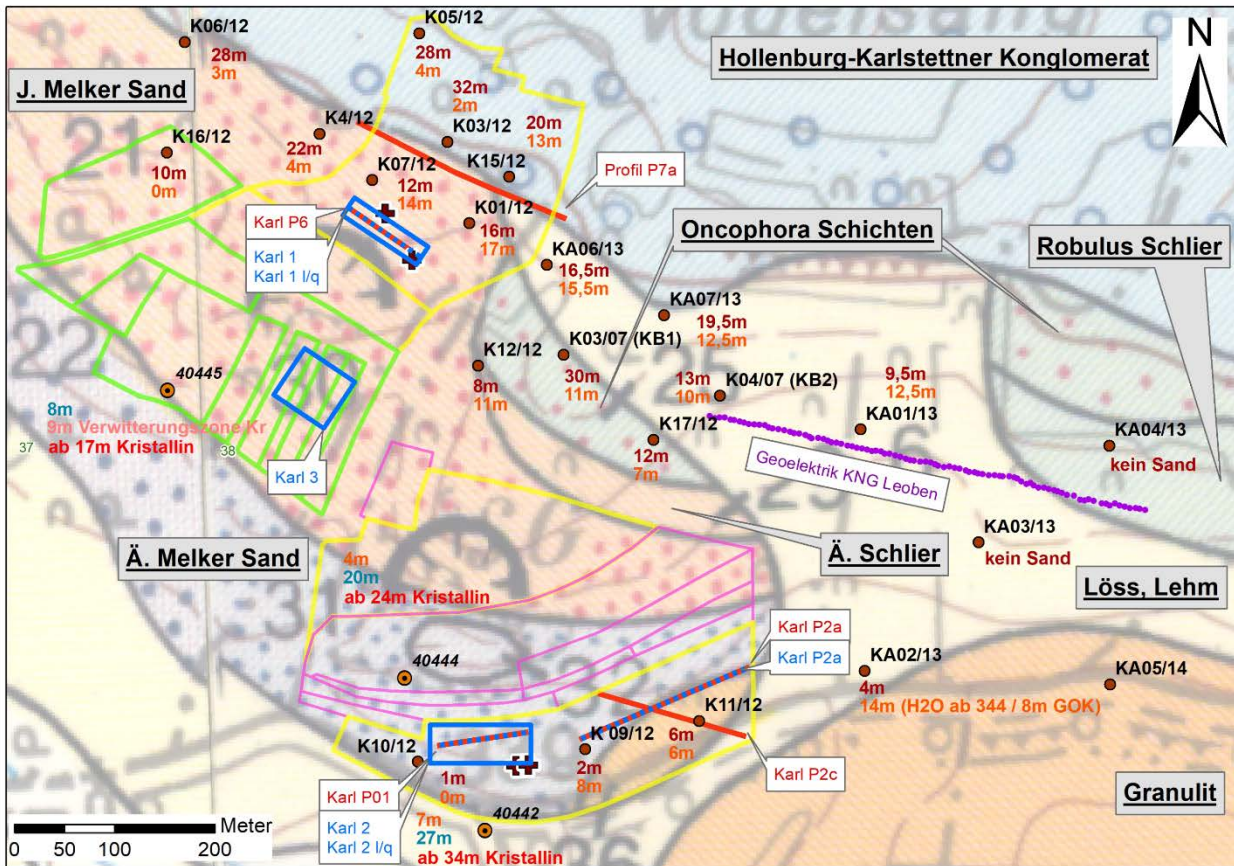 K06/12
28m
3m
K05/12
28m
4m
Hollenburg-Karlstettner Konglomerat
N
J. Melker Sand
21
32m
2m
20m
13m
K4/12
22m
4m
K03/12
K16/12
10m
0m
K07/12
12m
14m
K15/12
Profil P7a
Karl P6
K01/12
16m
17m
Oncophora Schichten
Karl 1
Karl 1 l/q
Robulus Schlier
KA06/13
16,5m
15,5m
22
KA07/13
19,5m
12,5m
K12/12
8m
11m
K03/07 (KB1)
30m
11m
25
40445
13m
10m
K04/07 (KB2)
9,5m
12,5m
KA01/13
8m
9m Verwitterungszone Kr
ab 17m Kristallin
37
38
K17/12
12m
7m
KA04/13
kein Sand
Karl 3
Geoelektrik KNG Leoben
KA03/13
kein Sand
Ä. Melker Sand
4m
20m
ab 24m Kristallin
Ä. Schlier
Löss, Lehm
Karl P2a
Karl P2a
40444
KA02/13
4m
14m (H2O ab 344 / 8m GOK)
KA05/14
K11/12
6m
6m
K10/12
K 09/12
2m
8m
Karl P2c
Karl P01
1m
0m
Granulit
Karl 2
Karl 2 l/q
40442
7m
27m
ab 34m Kristallin
Meter
0 50 100 200